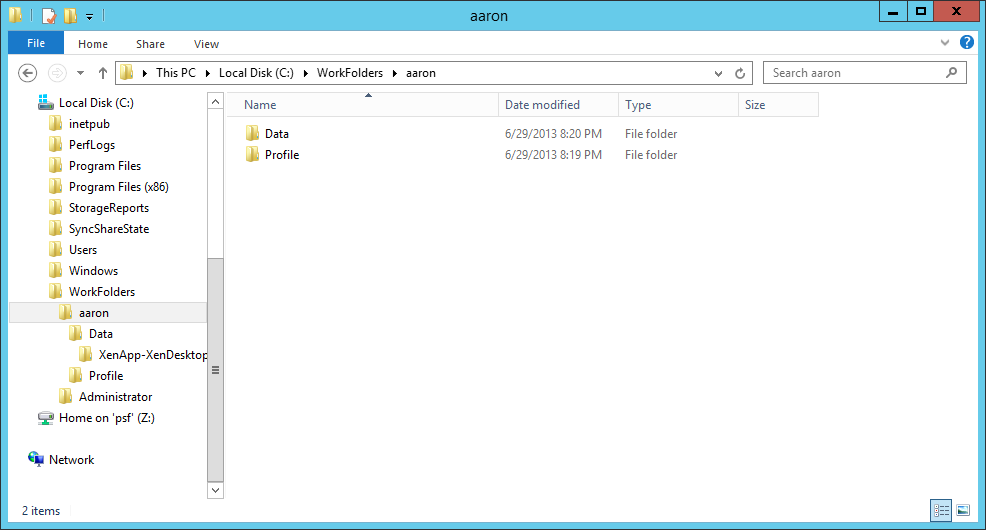 aaron
File Home Share View
This PC Local Disk (C:) WorkFolders aaron
Search aaron
Local Disk (C:)
inetpub
PerfLogs
Program Files
Program Files (x86)
StorageReports
SyncShareState
Users
Windows
WorkFolders
aaron
Data
XenApp-XenDesktop
Profile
Administrator
Home on 'psf' (Z:)
Network
Name Date modified Type Size
Data 6/29/2013 8:20 PM File folder
Profile 6/29/2013 8:19 PM File folder
2 items